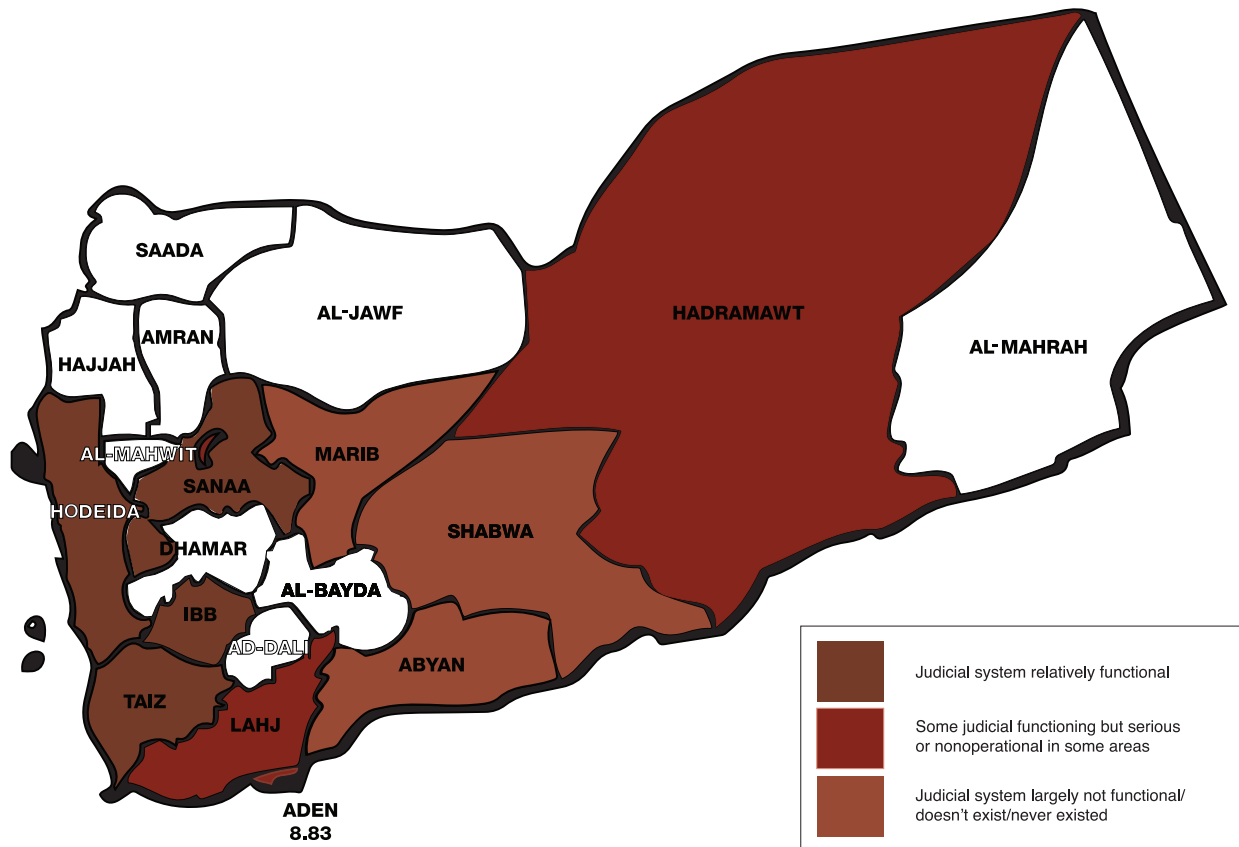 SAADA
AL-JAWF
HADRAMAWT
AMRAN
AL-MAHRAH
HAJJAH
AL-MAHWIT
MARIB
SANAA
HODEIDA
SHABWA
DHAMAR
AL-BAYDA
IBB
AD-DALI
ABYAN
TAIZ
LAHJ
ADEN
8.83
Judicial system relatively functional
Some judicial functioning but serious
or nonoperational in some areas
Judicial system largely not functional/
doesn't exist/never existed